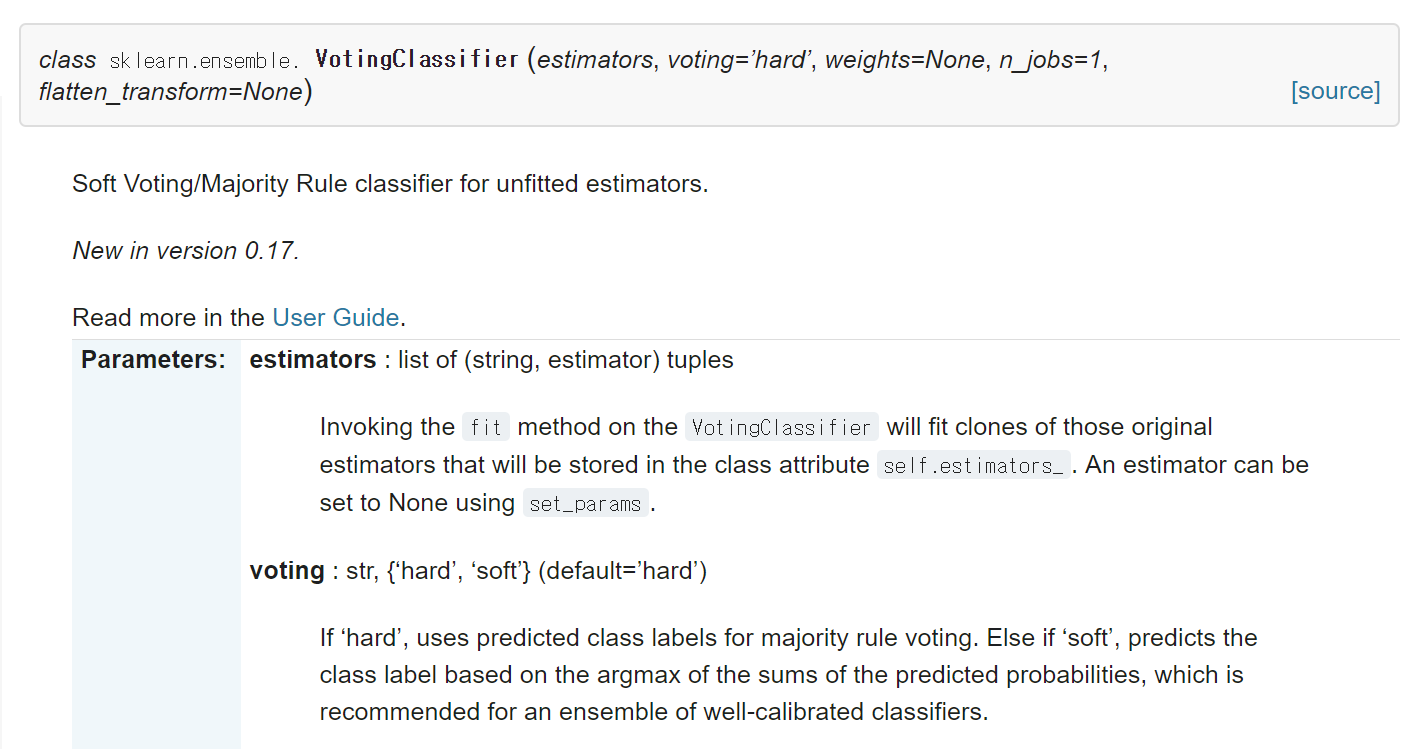 class sklearn.ensemble. VotingClassifier (estimators, voting=’hard’, weights=None, n_jobs=1,
flatten_transform=None)
[source]
Soft Voting/Majority Rule classifier for unfitted estimators.
New in version 0.17.
Read more in the User Guide.
Parameters: estimators : list of (string, estimator) tuples
Invoking the fit method on the VotingClassifier will fit clones of those original
estimators that will be stored in the class attribute self.estimators_. An estimator can be
set to None using set_params.
voting : str, {‘hard’, ‘soft’} (default=’hard’)
If ‘hard’, uses predicted class labels for majority rule voting. Else if ‘soft’, predicts the
class label based on the argmax of the sums of the predicted probabilities, which is
recommended for an ensemble of well-calibrated classifiers.